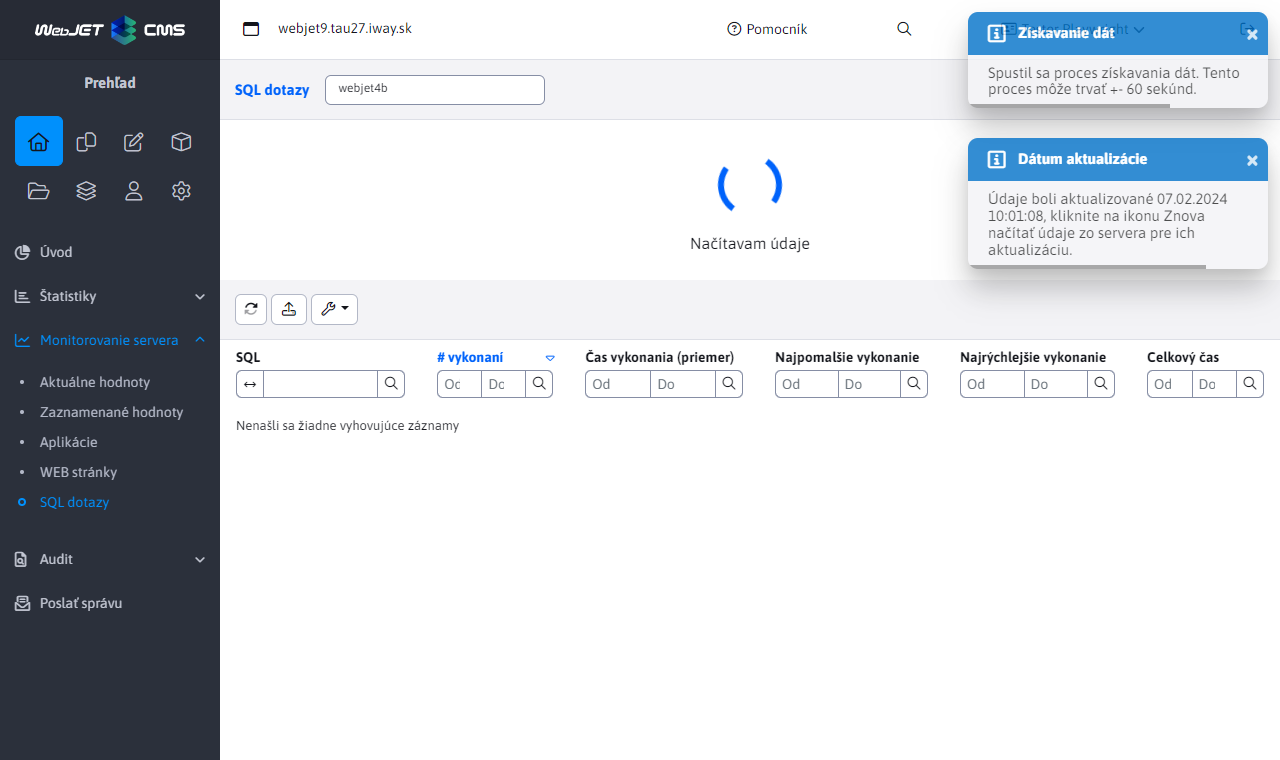 WebJET CMS
webjet9.tau27.iway.sk
Pomocník
Získavanie dát
Spustil sa proces získavania dát. Tento
proces môže trvať +- 60 sekúnd.
Prehľad
SQL dotazy
webjet4b
Dátum aktualizácie
Údaje boli aktualizované 07.02.2024
10:01:08, kliknite na ikonu Znova
načítať údaje zo servera pre ich
aktualizáciu.
Načítavam údaje
Úvod
Štatistiky
Monitorovanie servera
Aktuálne hodnoty
Zaznamenané hodnoty
Aplikácie
WEB stránky
SQL dotazy
Audit
Poslať správu
SQL # vykonaní Čas vykonania (priemer) Najpomalšie vykonanie Najrýchlejšie vykonanie Celkový čas
Od Do Od Do Od Do Od Do Od Do
Nenašli sa žiadne vyhovujúce záznamy